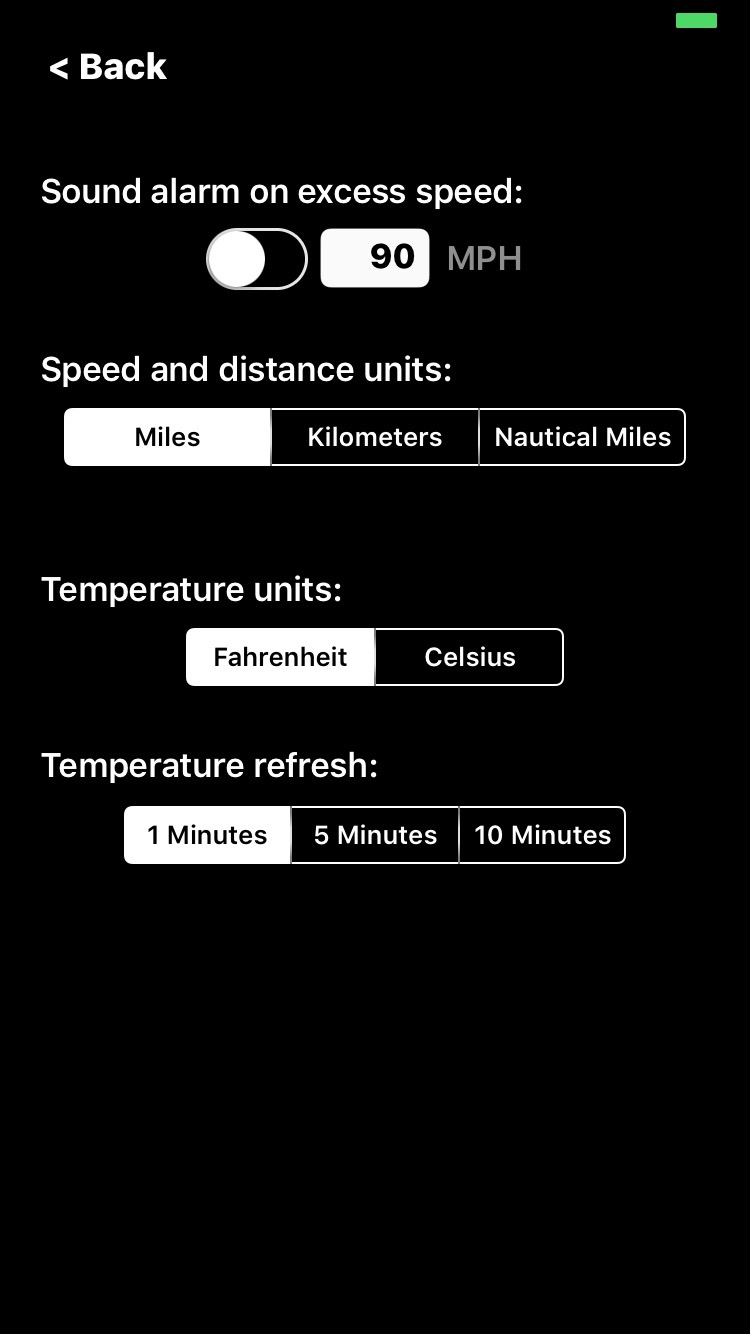 < Back
Sound alarm on excess speed:
90 MPH
Speed and distance units:
Miles Kilometers Nautical Miles
Temperature units:
Fahrenheit Celsius
Temperature refresh:
1 Minutes 5 Minutes 10 Minutes